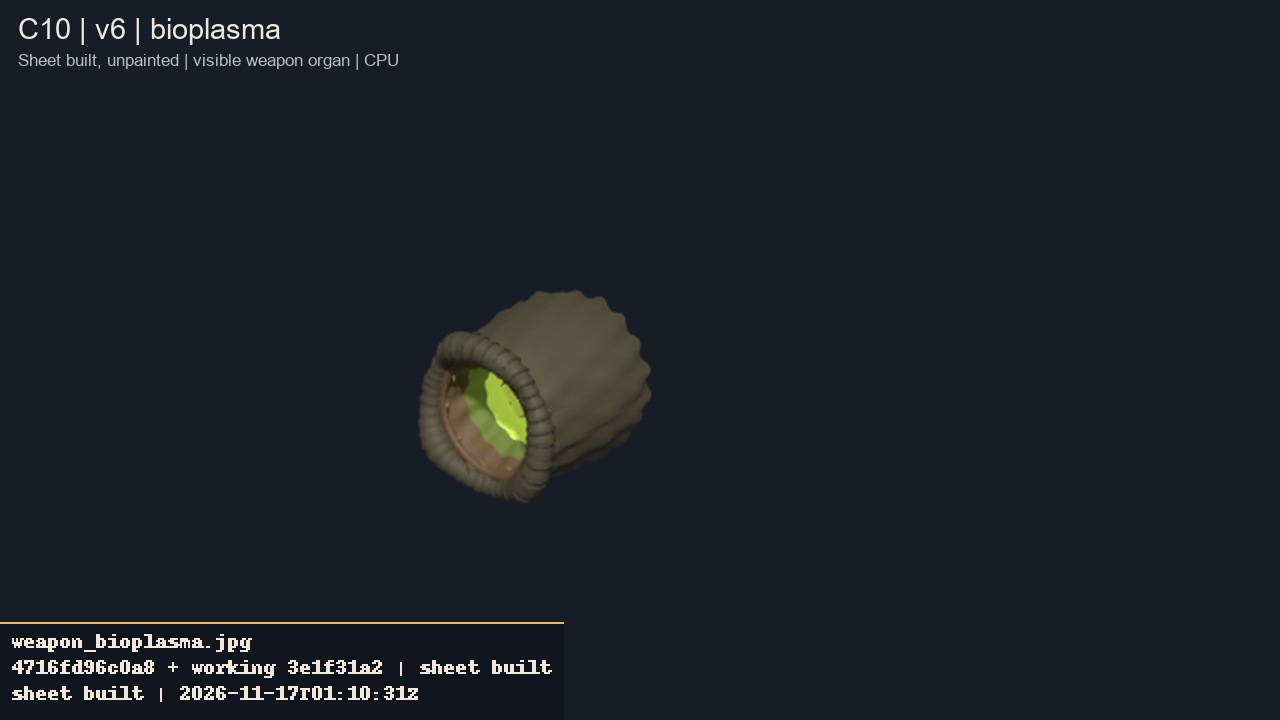 C10 | v6 | bioplasma
Sheet built, unpainted | visible weapon organ | CPU
weapon_bioplasma.jpg
4716fd96c0a8 + working 3e1f31a2 | sheet built
sheet built | 2026-11-17T01:10:31Z